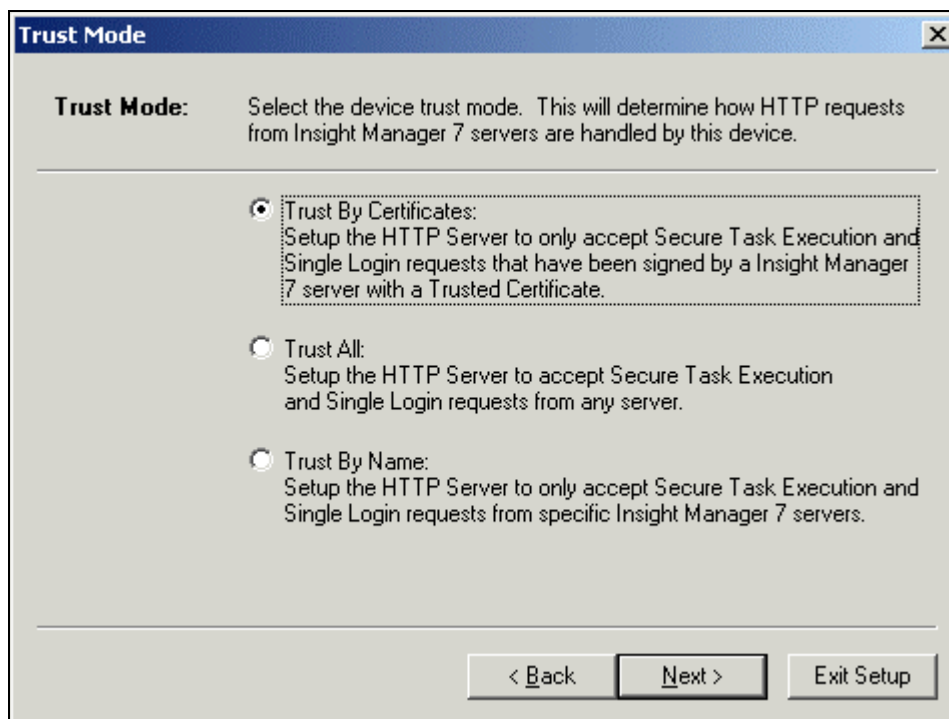 Trust Mode
Trust Mode:
Select the device trust mode.  This will determine how HTTP requests
from Insight Manager 7 servers are handled by this device.
Trust By Certificates:
Setup the HTTP Server to only accept Secure Task Execution and
Single Login requests that have been signed by a Insight Manager
7 server with a Trusted Certificate.
Trust All:
Setup the HTTP Server to accept Secure Task Execution
and Single Login requests from any server.
Trust By Name:
Setup the HTTP Server to only accept Secure Task Execution and
Single Login requests from specific Insight Manager 7 servers.
< Back
Next >
Exit Setup